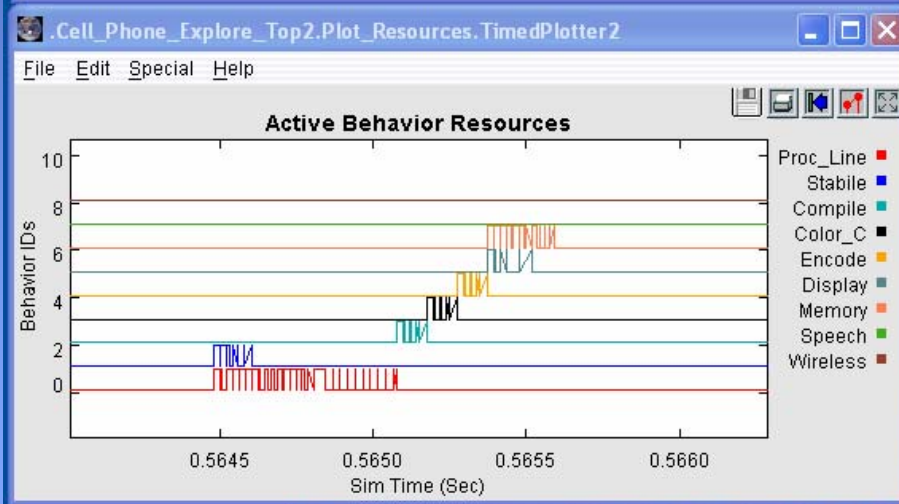 .Cell_Phone_Explore_Top2.Plot_Resources.TimedPlotter2
File Edit Special Help
Active Behavior Resources
Behavior IDs
10
8
6
4
2
0
0.5645 0.5650 0.5655 0.5660
Sim Time (Sec)
Proc_Line
Stabile
Compile
Color_C
Encode
Display
Memory
Speech
Wireless